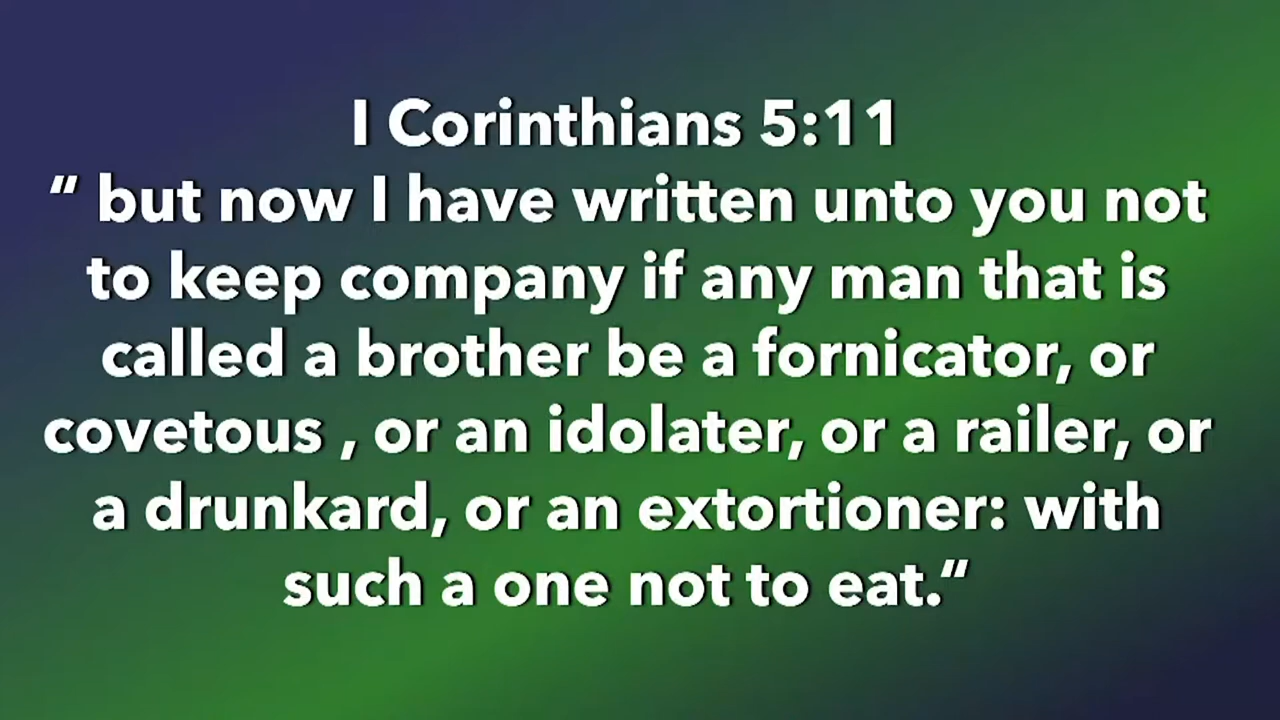 I Corinthians 5:11
“ but now I have written unto you not
to keep company if any man that is
called a brother be a fornicator, or
covetous , or an idolater, or a railer, or
a drunkard, or an extortioner: with
such a one not to eat.“